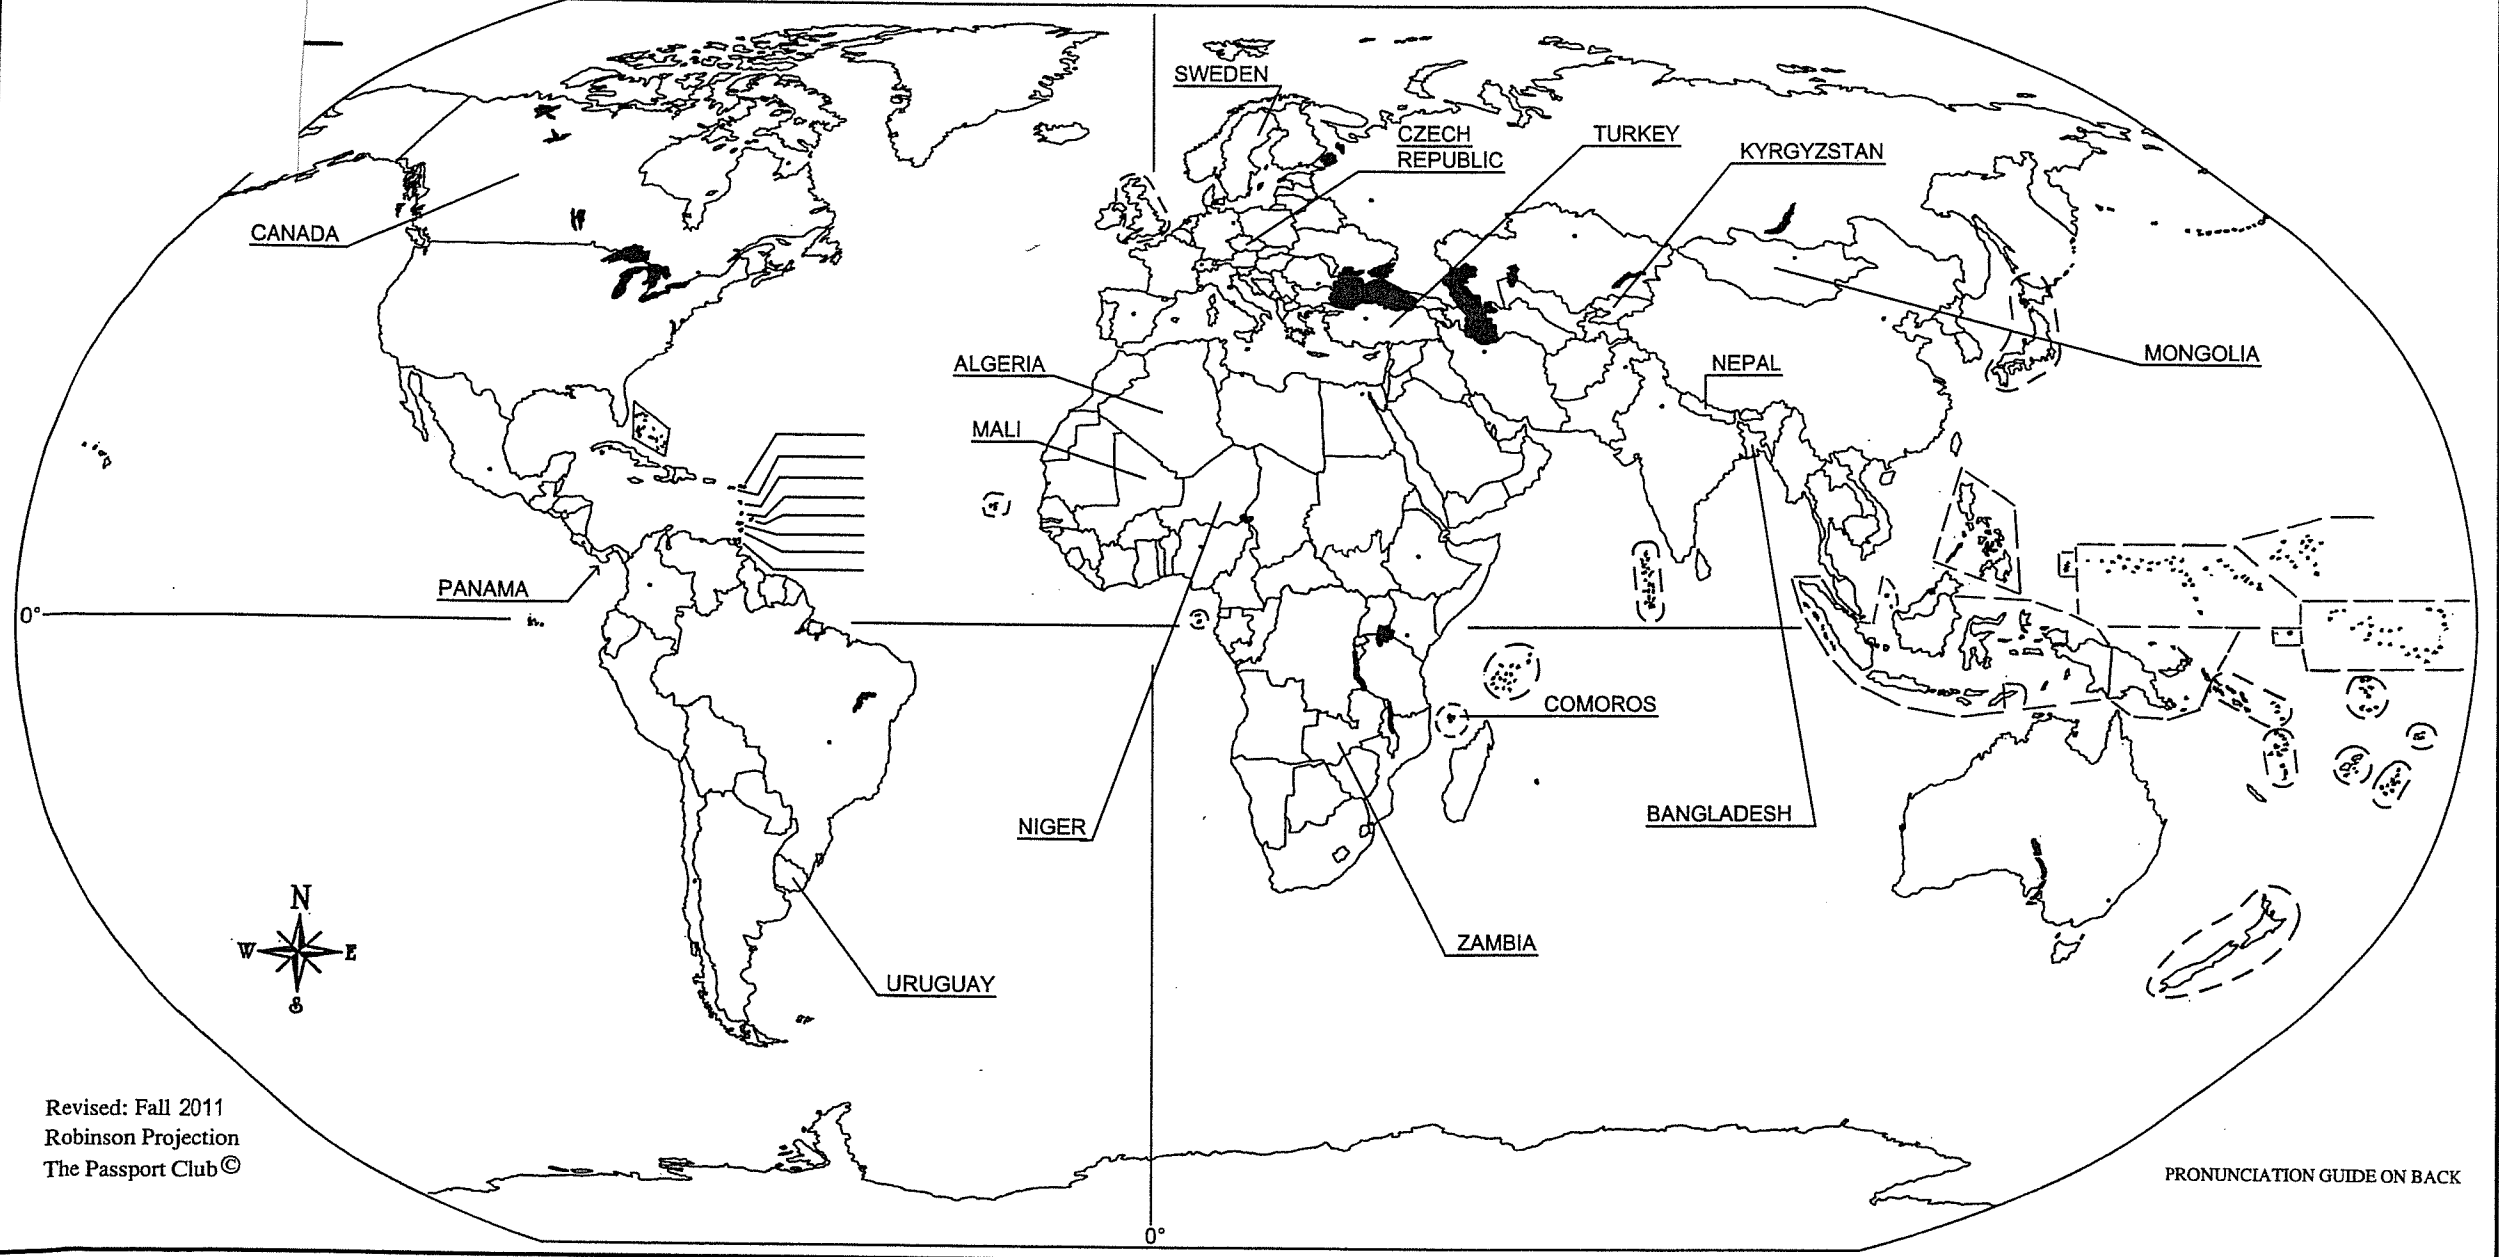 SWEDEN
CZECH
REPUBLIC
TURKEY
KYRGYZSTAN
CANADA
ALGERIA
NEPAL
MONGOLIA
MALI
PANAMA
0°
COMOROS
NIGER
BANGLADESH
N
W E
S
ZAMBIA
URUGUAY
Revised: Fall 2011
Robinson Projection
The Passport Club©
PRONUNCIATION GUIDE ON BACK
0°